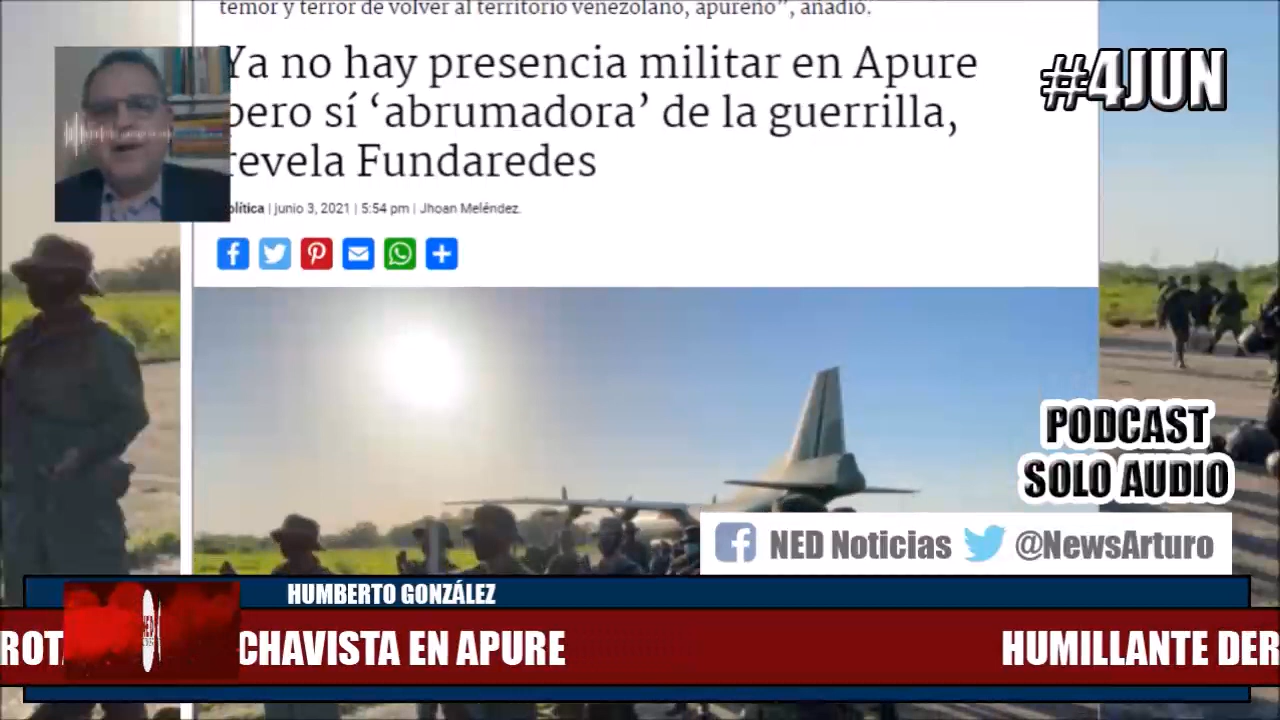 temor y terror de volver al territorio venezolano, apureño”, añadió.
Ya no hay presencia militar en Apure
pero sí ‘abrumadora’ de la guerrilla,
revela Fundaredes
olítica | junio 3, 2021 | 5:54 pm | Jhoan Meléndez.
#4JUN
PODCAST
SOLO AUDIO
NED Noticias @NewsArturo
HUMBERTO GONZÁLEZ
ROT CHAVISTA EN APURE HUMILLANTE DER